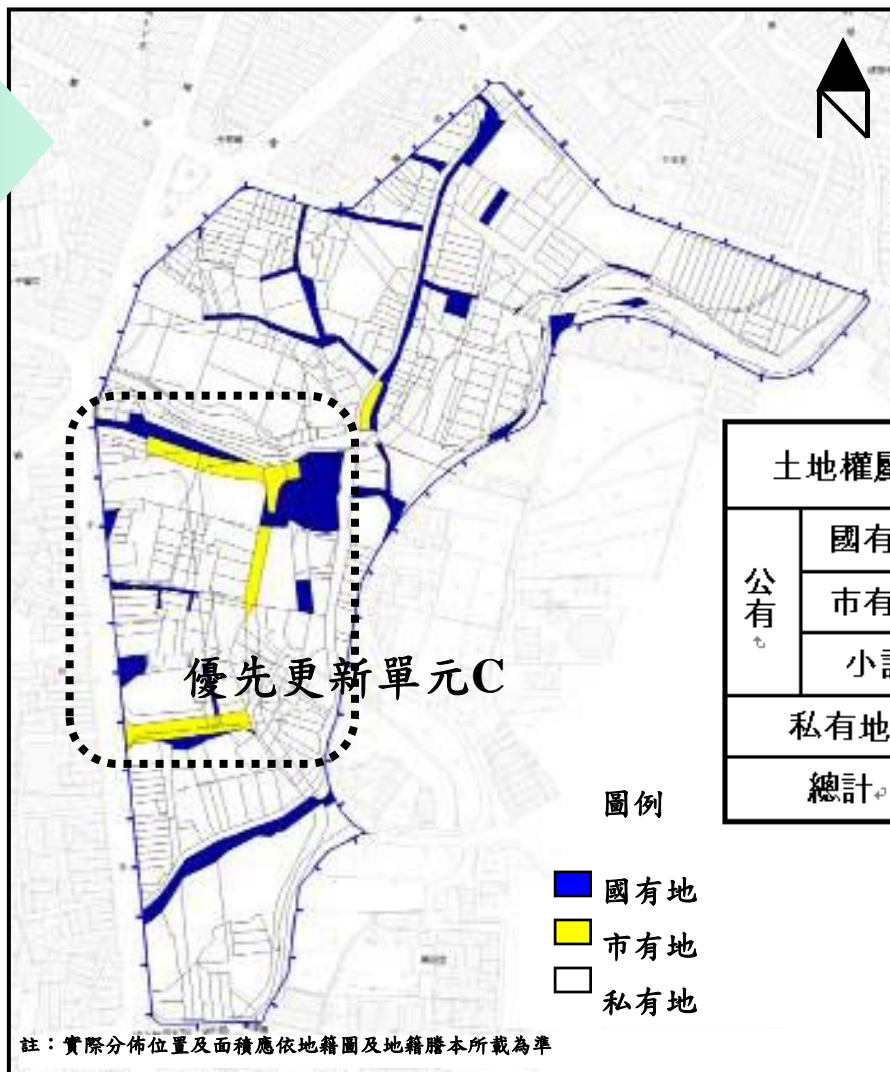 土地權屬
公有
國有
市有
小計
私有地
總計
優先更新單元C
圖例
國有地
市有地
私有地
註：實際分佈位置及面積應依地籍圖及地籍謄本所載為準